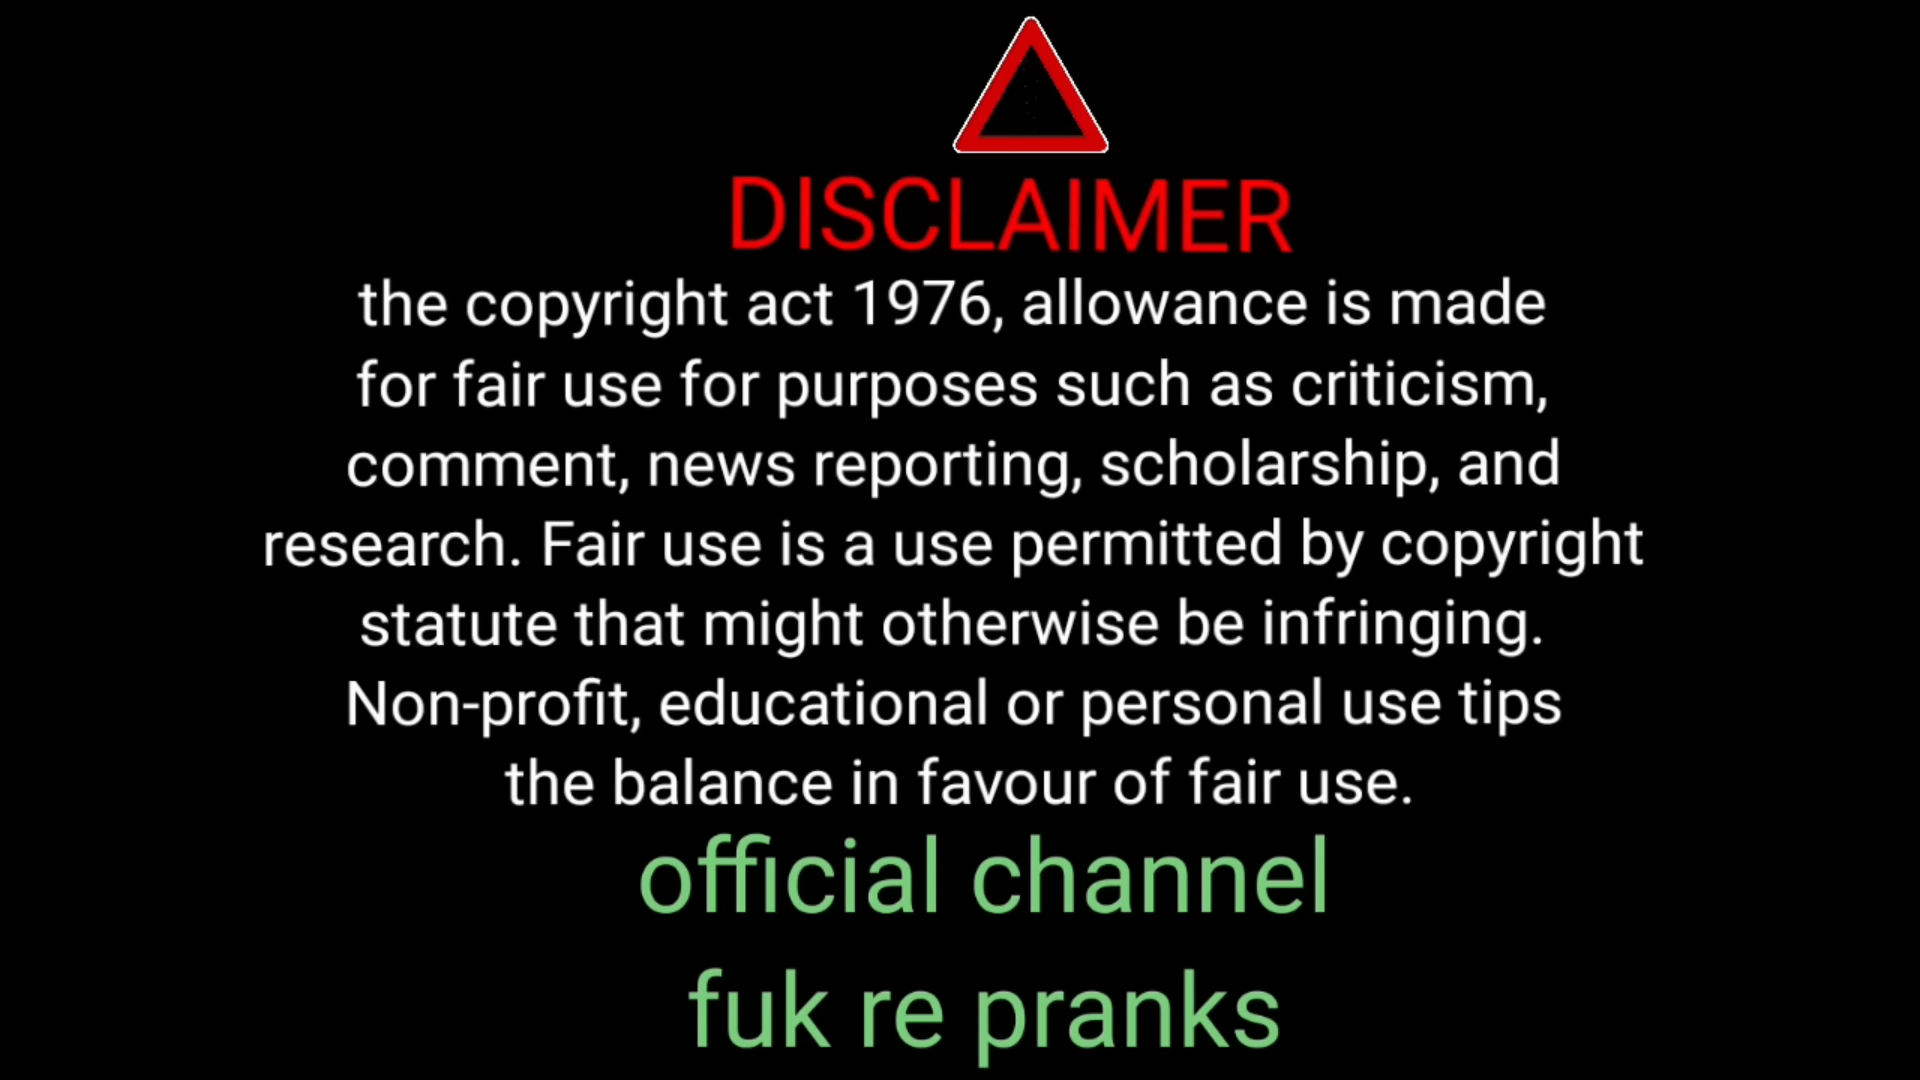 DISCLAIMER
the copyright act 1976, allowance is made
for fair use for purposes such as criticism,
comment, news reporting, scholarship, and
research. Fair use is a use permitted by copyright
statute that might otherwise be infringing.
Non-profit, educational or personal use tips
the balance in favour of fair use.
official channel
fuk re pranks